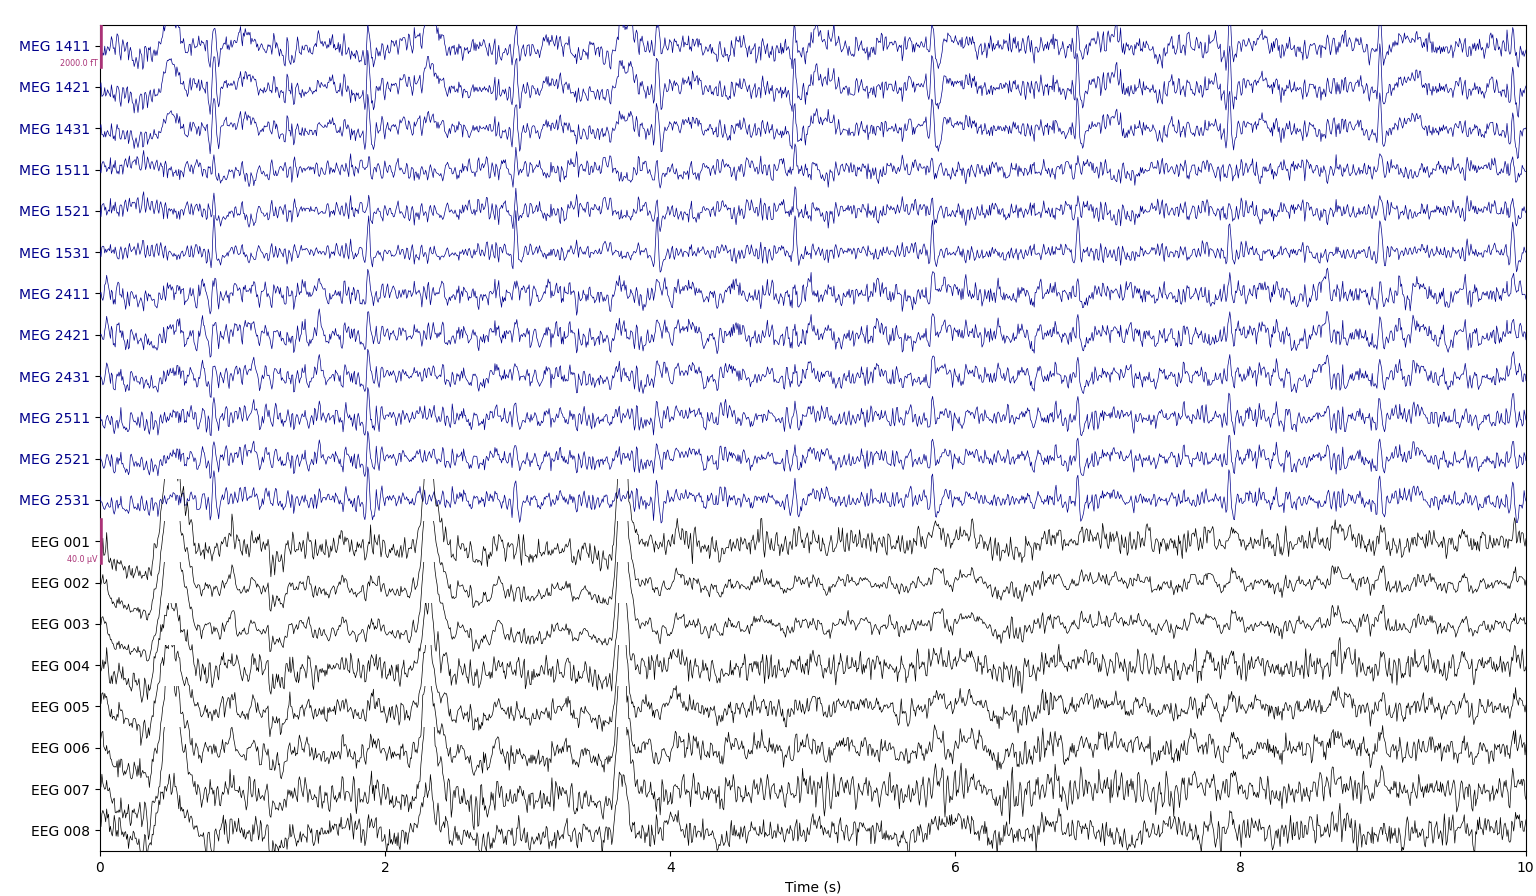 MEG 1411
2000.0 fT
MEG 1421
MEG 1431
MEG 1511
MEG 1521
MEG 1531
MEG 2411
MEG 2421
MEG 2431
MEG 2511
MEG 2521
MEG 2531
EEG 001
40.0 µV
EEG 002
EEG 003
EEG 004
EEG 005
EEG 006
EEG 007
EEG 008
0 2 4 6 8 10
Time (s)